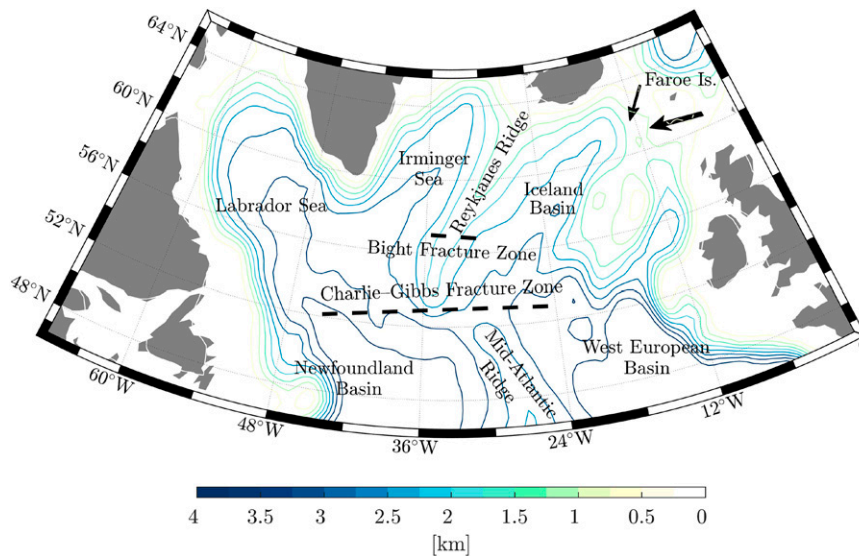 64°N
60°N
56°N
52°N
48°N
Faroe Is.
Irminger
Sea
Reykjanes Ridge
Iceland
Basin
Labrador Sea
Bight Fracture Zone
Charlie–Gibbs Fracture Zone
Newfoundland
Basin
Mid-Atlantic
Ridge
West European
Basin
60°W
48°W
36°W
24°W
12°W
4 3.5 3 2.5 2 1.5 1 0.5 0
[km]